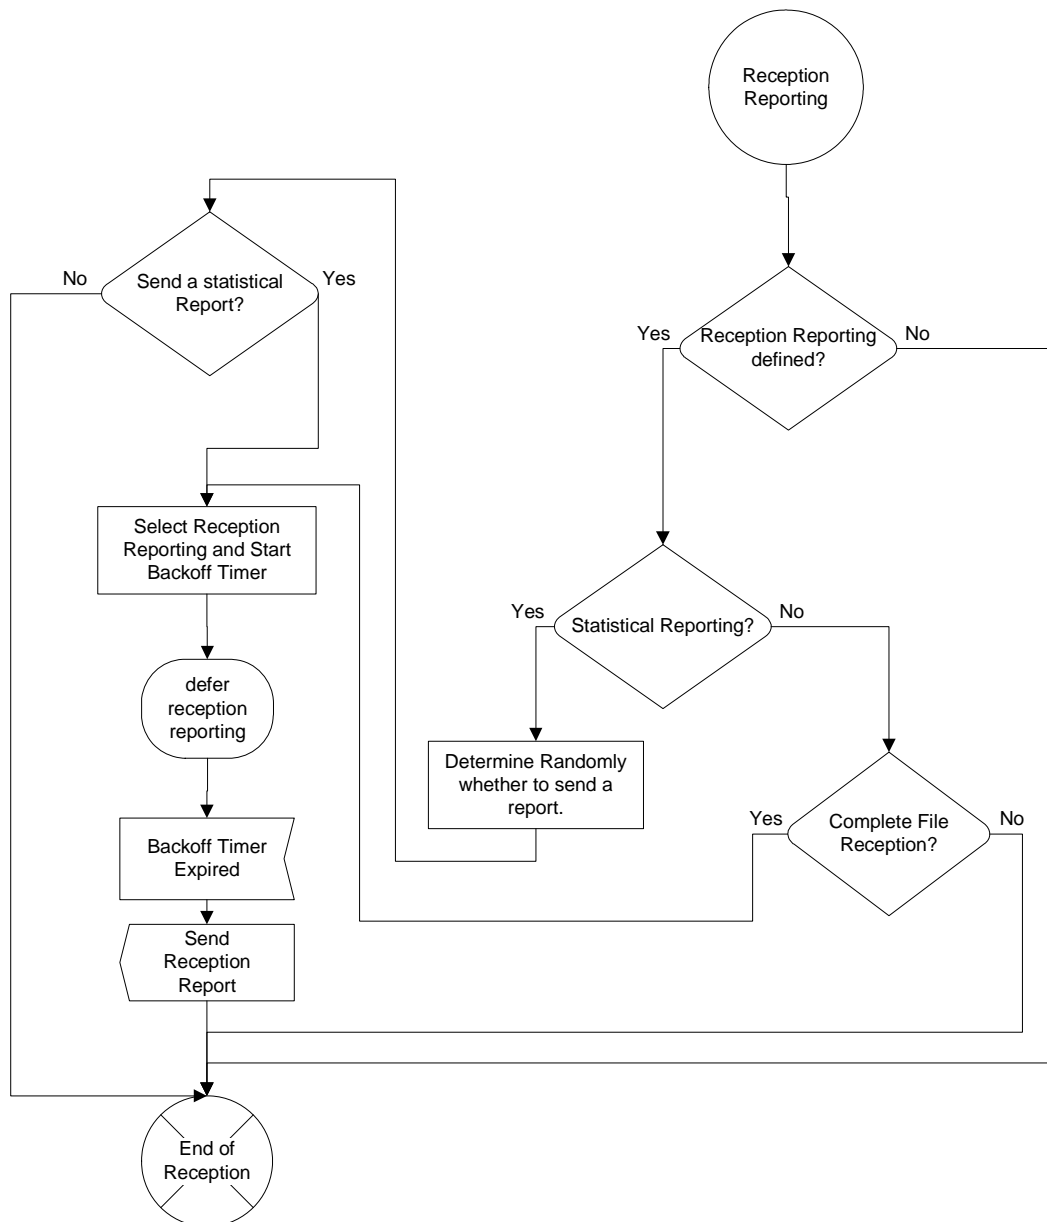 Reception
Reporting
Send a statistical
Report?
No
Yes
Reception Reporting
defined?
Yes
No
Select Reception
Reporting and Start
Backoff Timer
Statistical Reporting?
Yes
No
defer
reception
reporting
Determine Randomly
whether to send a
report.
Complete File
Reception?
Yes
No
Backoff Timer
Expired
Send
Reception
Report
End of
Reception